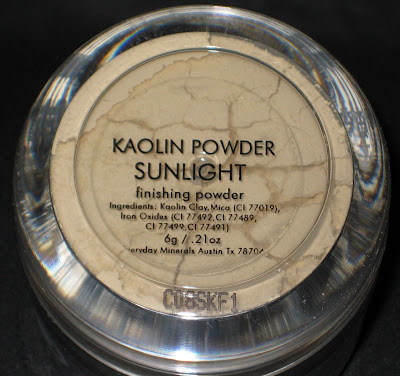 KAOLIN POWDER
SUNLIGHT
finishing powder
Ingredients: Kaolin Clay, Mica (CI 77019),
Iron Oxides (CI 77492, CI 77489,
CI 77499, CI 77491)
6g / .21oz
Minerals Austin Tx 78704
C08SKF1